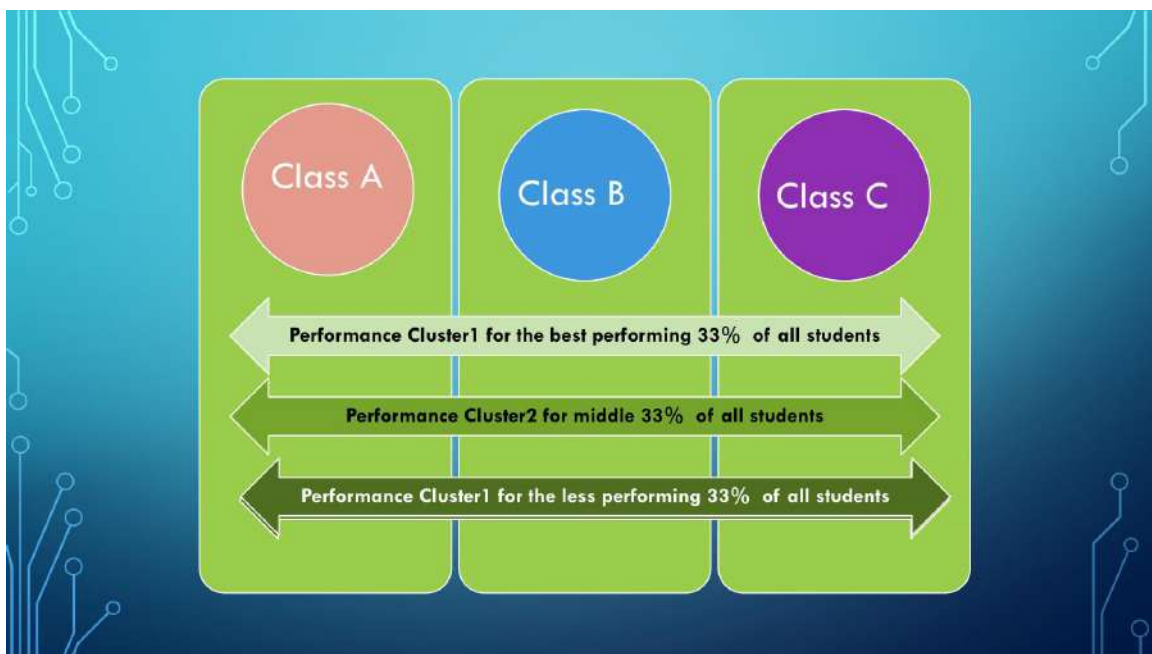 Class A
Class B
Class C
Performance Cluster1 for the best performing 33% of all students
Performance Cluster2 for middle 33% of all students
Performance Cluster1 for the less performing 33% of all students